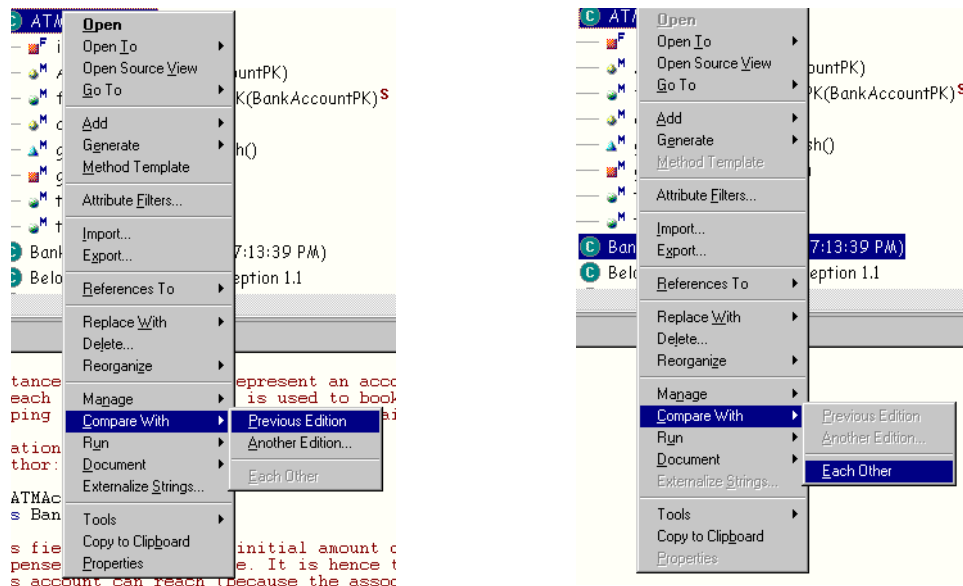 ATM
Open
Open To
Open Source View
Go To
Add
Generate
Method Template
Attribute Filters...
Import...
Export...
References To
Replace With
Delete...
Reorganize
Manage
Compare With
Run
Document
Externalize Strings...
Tools
Copy to Clipboard
Properties
Previous Edition
Another Edition...
Each Other
F i
M untPK)
M f K(BankAccountPK) S
M
M g h()
M g
M t
M t
Bank 7:13:39 PM)
Belo eption 1.1
tance epresent an acco
each is used to book
ping
ation
thor:
ATMAc
s Ban
s fie initial amount o
pense e. It is hence t
s account can reach (because the assoc
Open
Open To
Open Source View
Go To
Add
Generate
Method Template
Attribute Filters...
Import...
Export...
References To
Replace With
Delete...
Reorganize
Manage
Compare With
Run
Document
Externalize Strings...
Tools
Copy to Clipboard
Properties
Previous Edition
Another Edition...
Each Other
F
M ountPK)
M PK(BankAccountPK) S
M
M sh()
M
M
M
Ban 7:13:39 PM)
Belo eption 1.1